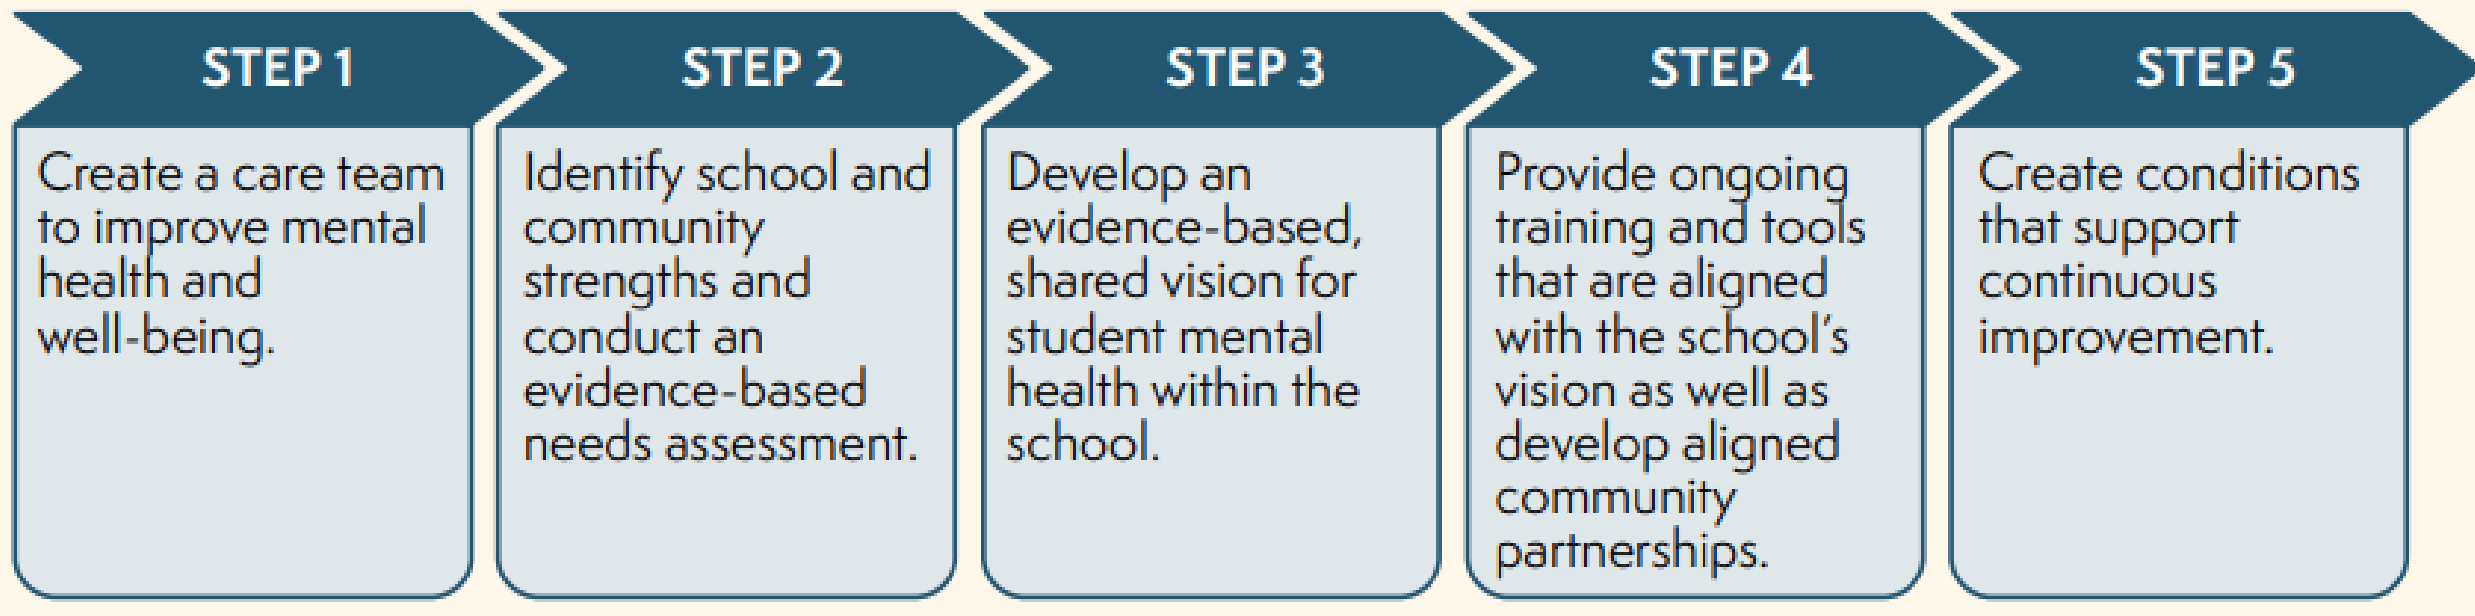 STEP 1
Create a care team
to improve mental
health and
well-being.
STEP 2
Identify school and
community
strengths and
conduct an
evidence-based
needs assessment.
STEP 3
Develop an
evidence-based,
shared vision for
student mental
health within the
school.
STEP 4
Provide ongoing
training and tools
that are aligned
with the school’s
vision as well as
develop aligned
community
partnerships.
STEP 5
Create conditions
that support
continuous
improvement.